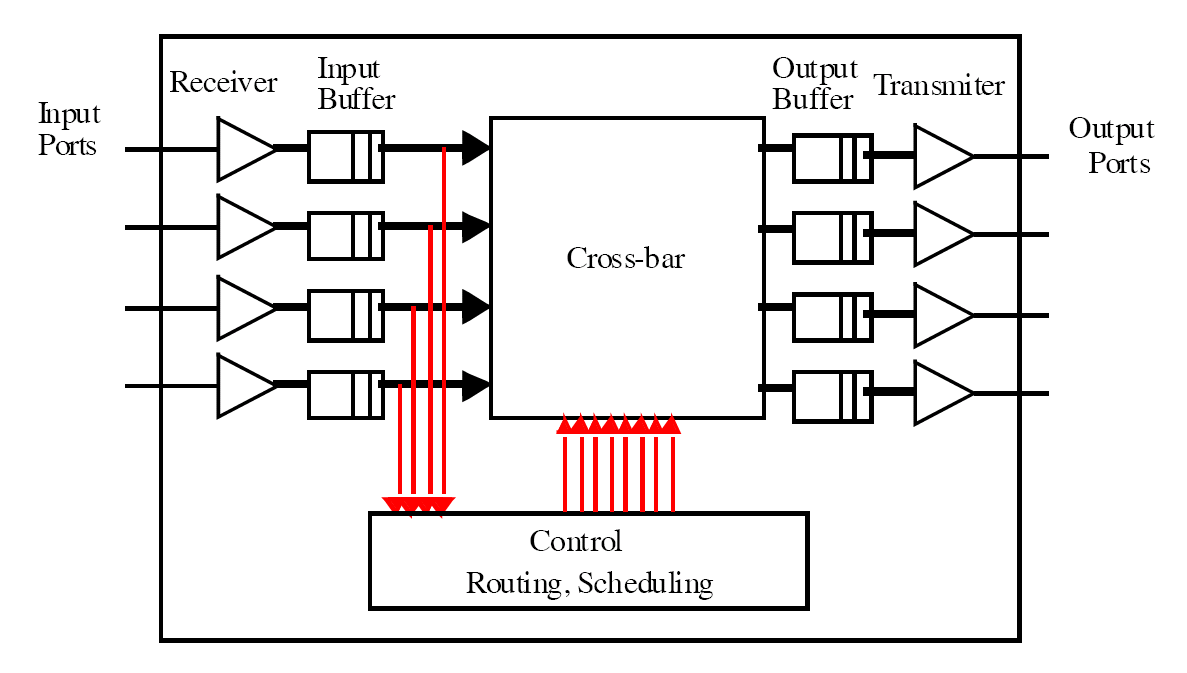 Receiver
Input
Buffer
Output
Buffer
Transmiter
Input
Ports
Output
Ports
Cross-bar
Control
Routing, Scheduling